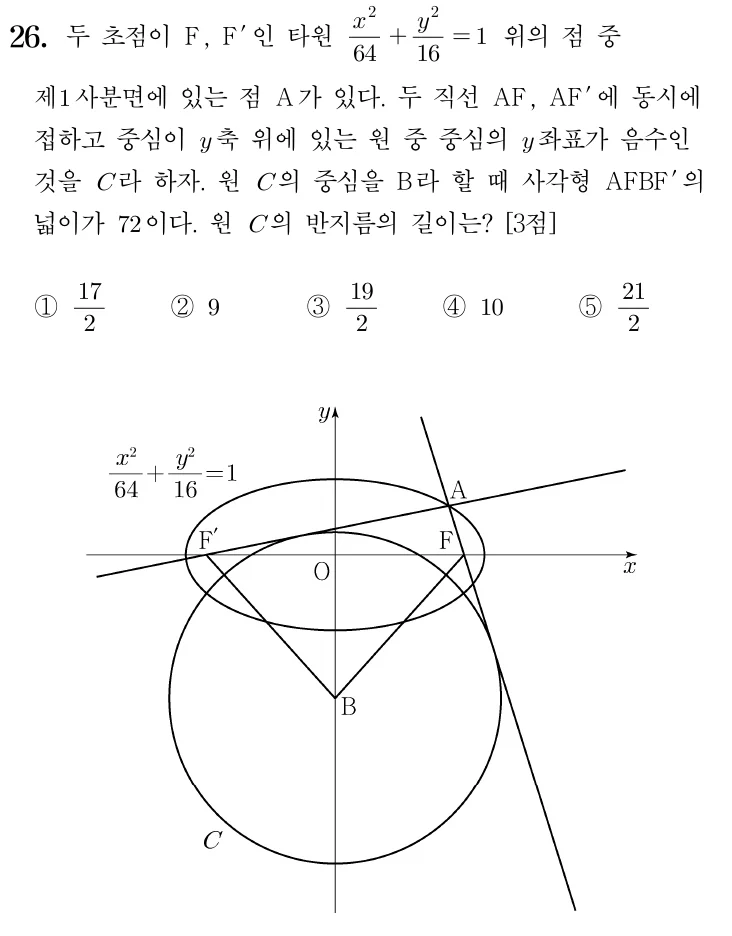 26. 두 초점이 F, F′인 타원 x²/64 + y²/16 = 1 위의 점 중
제1사분면에 있는 점 A가 있다. 두 직선 AF, AF′에 동시에
접하고 중심이 y축 위에 있는 원 중 중심의 y좌표가 음수인
것을 C라 하자. 원 C의 중심을 B라 할 때 사각형 AFBF′의
넓이가 72이다. 원 C의 반지름의 길이는? [3점]
① 17/2 ② 9 ③ 19/2 ④ 10 ⑤ 21/2
y
x²/64 + y²/16 = 1
A
F′ F
O x
B
C